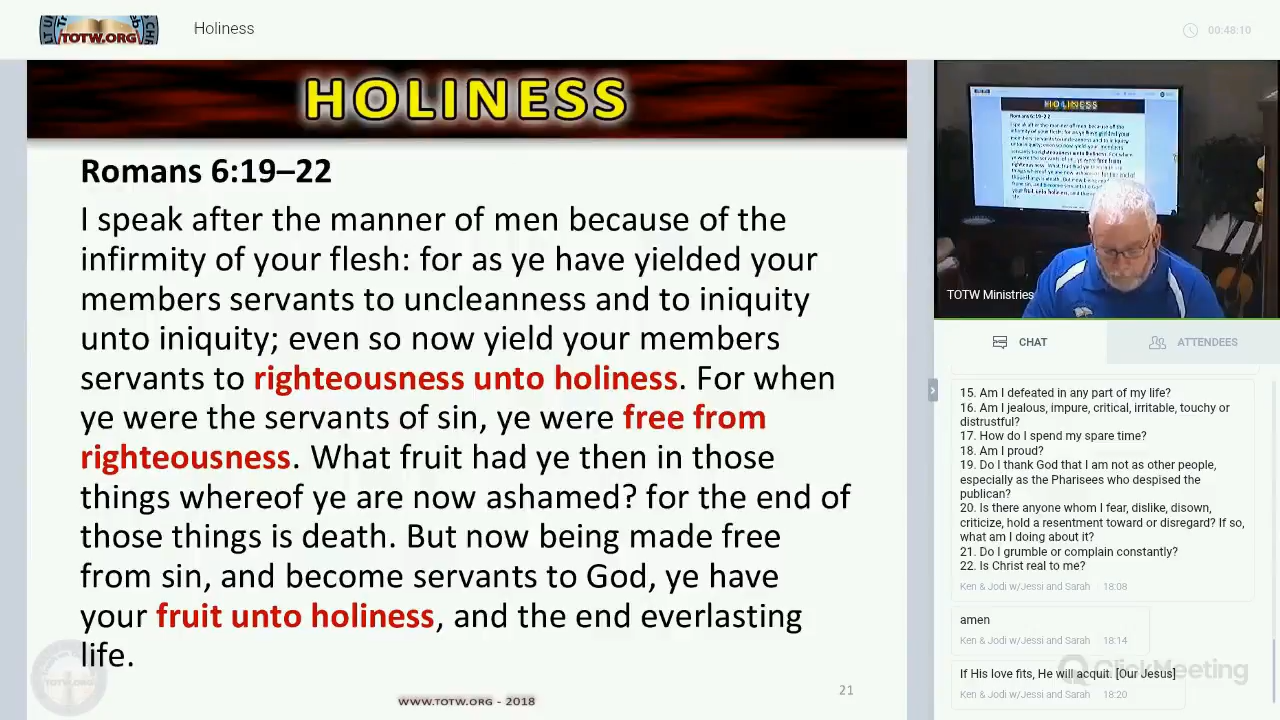 TOTW.ORG
Holiness
00:48:10
HOLINESS
Romans 6:19–22
I speak after the manner of men because of the
infirmity of your flesh: for as ye have yielded your
members servants to uncleanness and to iniquity
unto iniquity; even so now yield your members
servants to righteousness unto holiness. For when
ye were the servants of sin, ye were free from
righteousness. What fruit had ye then in those
things whereof ye are now ashamed? for the end of
those things is death. But now being made free
from sin, and become servants to God, ye have
your fruit unto holiness, and the end everlasting
life.
TOTW.ORG
WWW.TOTW.ORG - 2018
21
HOLINESS
Romans 6:19–22
TOTW Ministries
CHAT
ATTENDEES
15. Am I defeated in any part of my life?
16. Am I jealous, impure, critical, irritable, touchy or
distrustful?
17. How do I spend my spare time?
18. Am I proud?
19. Do I thank God that I am not as other people,
especially as the Pharisees who despised the
publican?
20. Is there anyone whom I fear, dislike, disown,
criticize, hold a resentment toward or disregard? If so,
what am I doing about it?
21. Do I grumble or complain constantly?
22. Is Christ real to me?
Ken & Jodi w/Jessi and Sarah 18:08
amen
Ken & Jodi w/Jessi and Sarah 18:14
If His love fits, He will acquit. [Our Jesus]
Ken & Jodi w/Jessi and Sarah 18:20
ClickMeeting